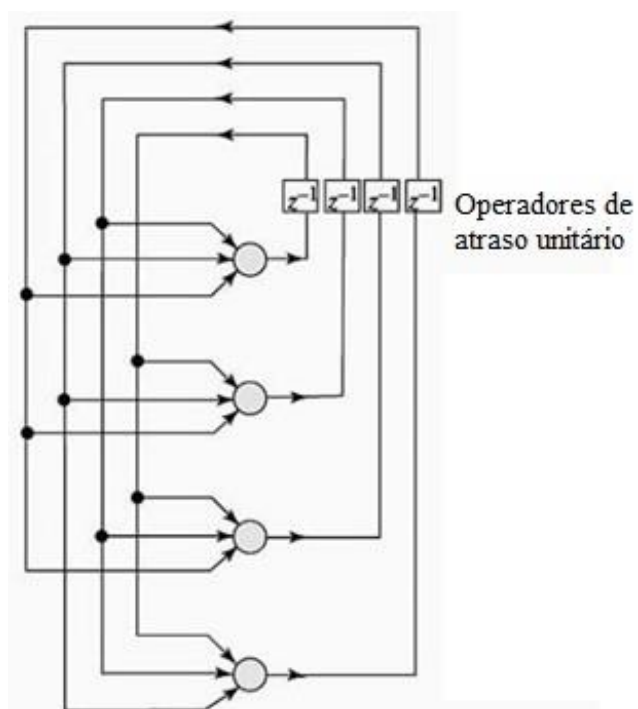 z⁻¹ z⁻¹ z⁻¹ z⁻¹
Operadores de
atraso unitário